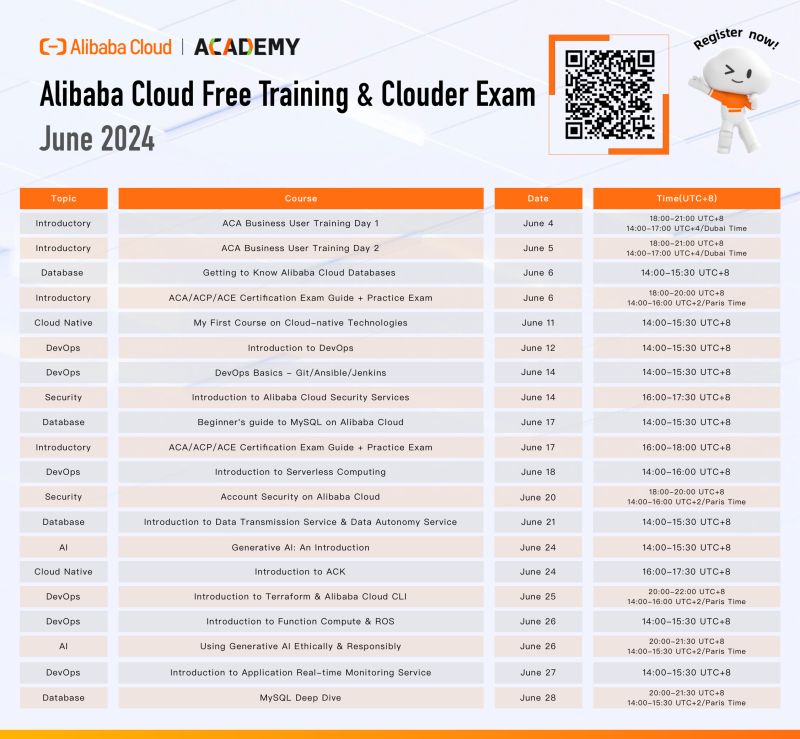 Alibaba Cloud | ACADEMY
Register now!
Alibaba Cloud Free Training & Clouder Exam
June 2024
Topic Course Date Time(UTC+8)
Introductory ACA Business User Training Day 1 June 4 18:00–21:00 UTC+8
14:00–17:00 UTC+4/Dubai Time
Introductory ACA Business User Training Day 2 June 5 18:00–21:00 UTC+8
14:00–17:00 UTC+4/Dubai Time
Database Getting to Know Alibaba Cloud Databases June 6 14:00–15:30 UTC+8
Introductory ACA/ACP/ACE Certification Exam Guide + Practice Exam June 6 18:00–20:00 UTC+8
14:00–16:00 UTC+2/Paris Time
Cloud Native My First Course on Cloud-native Technologies June 11 14:00–15:30 UTC+8
DevOps Introduction to DevOps June 12 14:00–15:30 UTC+8
DevOps DevOps Basics – Git/Ansible/Jenkins June 14 14:00–15:30 UTC+8
Security Introduction to Alibaba Cloud Security Services June 14 16:00–17:30 UTC+8
Database Beginner's guide to MySQL on Alibaba Cloud June 17 14:00–15:30 UTC+8
Introductory ACA/ACP/ACE Certification Exam Guide + Practice Exam June 17 16:00–18:00 UTC+8
DevOps Introduction to Serverless Computing June 18 14:00–16:00 UTC+8
Security Account Security on Alibaba Cloud June 20 18:00–20:00 UTC+8
14:00–16:00 UTC+2/Paris Time
Database Introduction to Data Transmission Service & Data Autonomy Service June 21 14:00–15:30 UTC+8
AI Generative AI: An Introduction June 24 14:00–15:30 UTC+8
Cloud Native Introduction to ACK June 24 16:00–17:30 UTC+8
DevOps Introduction to Terraform & Alibaba Cloud CLI June 25 20:00–22:00 UTC+8
14:00–16:00 UTC+2/Paris Time
DevOps Introduction to Function Compute & ROS June 26 14:00–15:30 UTC+8
AI Using Generative AI Ethically & Responsibly June 26 20:00–21:30 UTC+8
14:00–15:30 UTC+2/Paris Time
DevOps Introduction to Application Real-time Monitoring Service June 27 14:00–15:30 UTC+8
Database MySQL Deep Dive June 28 20:00–21:30 UTC+8
14:00–15:30 UTC+2/Paris Time